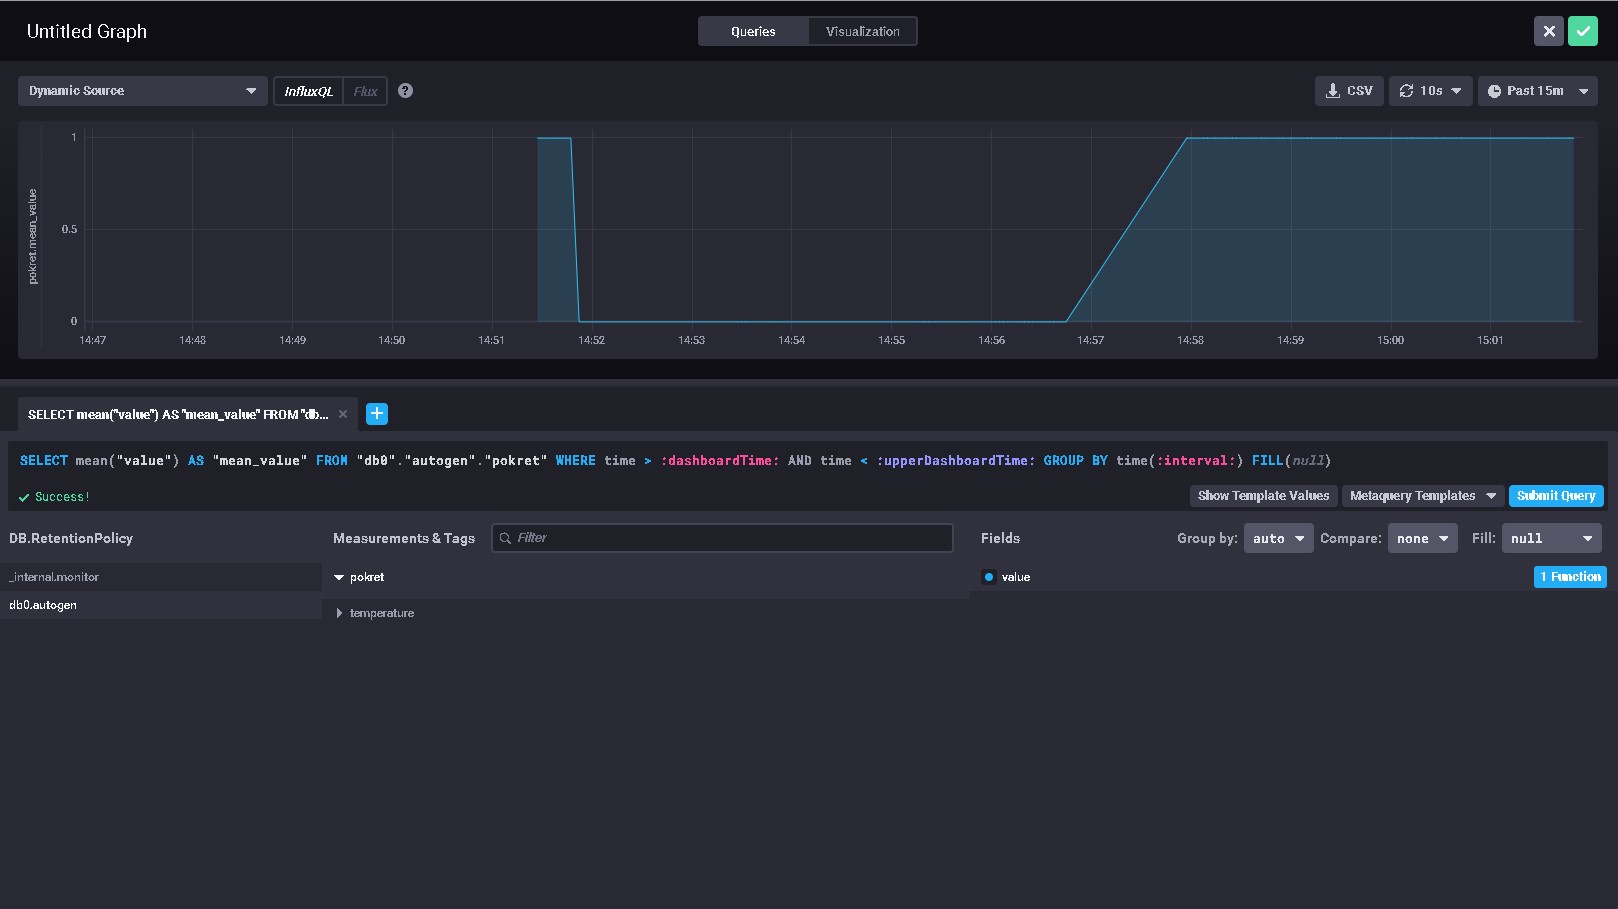 Untitled Graph
Queries
Visualization
Dynamic Source
InfluxQL
Flux
?
CSV
10s
Past 15m
pokret.mean_value
1
0.5
0
14:47
14:48
14:49
14:50
14:51
14:52
14:53
14:54
14:55
14:56
14:57
14:58
14:59
15:00
15:01
SELECT mean("value") AS "mean_value" FROM "db...
SELECT mean("value") AS "mean_value" FROM "db0"."autogen"."pokret" WHERE time > :dashboardTime: AND time < :upperDashboardTime: GROUP BY time(:interval:) FILL(null)
Success!
Show Template Values
Metaquery Templates
Submit Query
DB.RetentionPolicy
Measurements & Tags
Filter
Fields
Group by:
auto
Compare:
none
Fill:
null
_internal.monitor
pokret
value
1 Function
db0.autogen
temperature